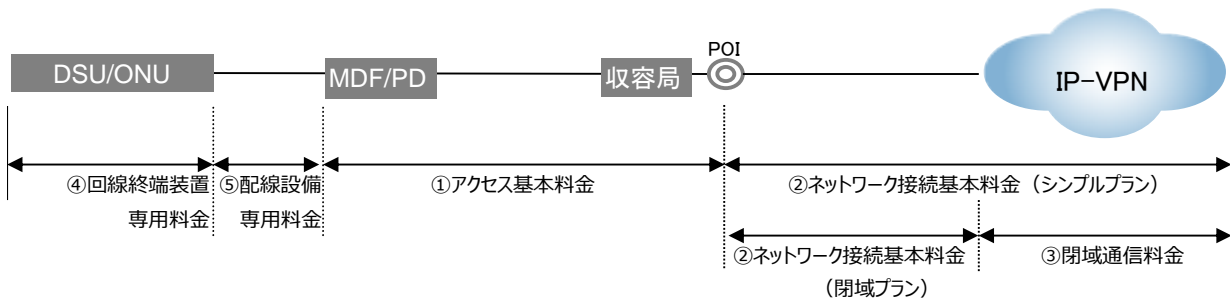 POI
DSU/ONU
MDF/PD
収容局
IP-VPN
④回線終端装置
専用料金
⑤配線設備
専用料金
①アクセス基本料金
②ネットワーク接続基本料金（シンプルプラン）
②ネットワーク接続基本料金
（閉域プラン）
③閉域通信料金